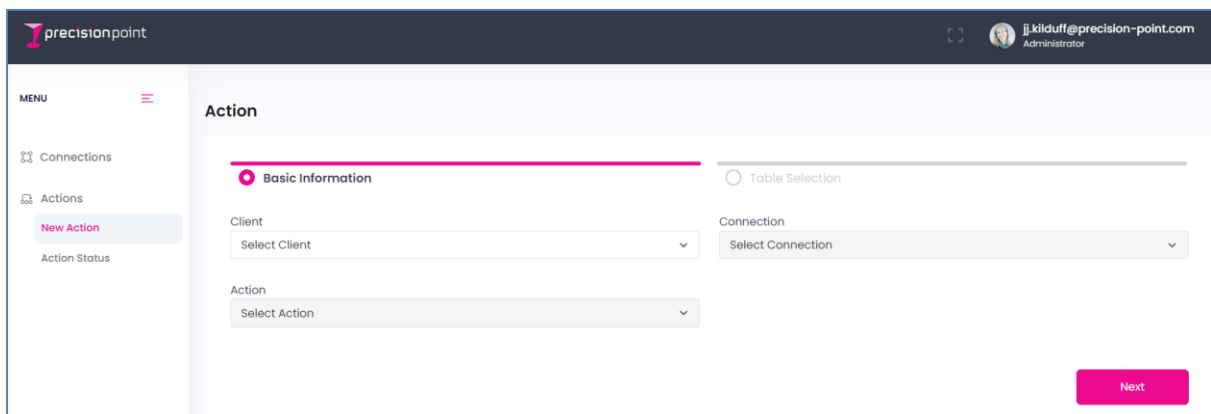 precisionpoint
jj.kilduff@precision-point.com
Administrator
MENU
Action
Connections
Actions
New Action
Action Status
Basic Information
Table Selection
Client
Select Client
Connection
Select Connection
Action
Select Action
Next